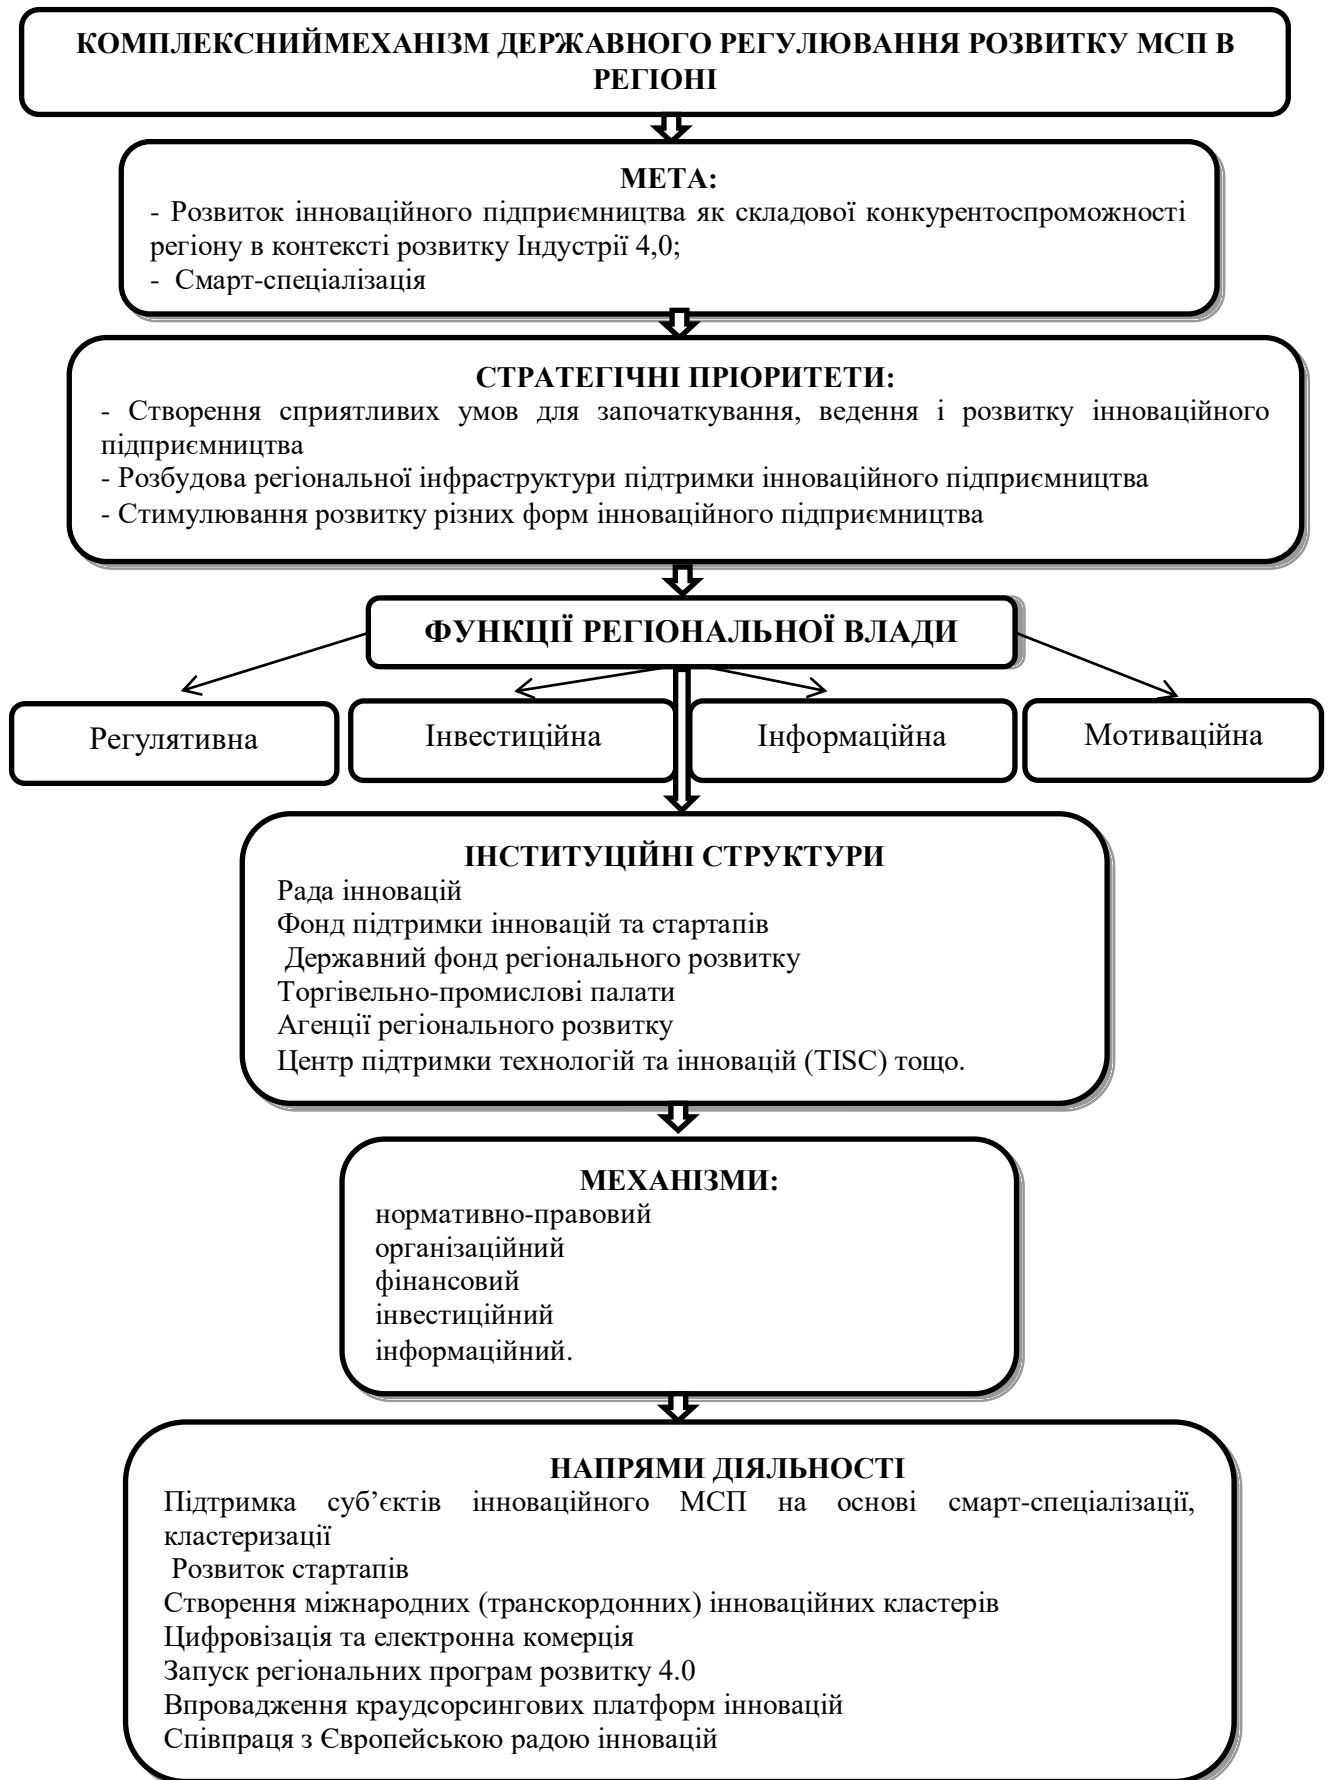 КОМПЛЕКСНИЙМЕХАНІЗМ ДЕРЖАВНОГО РЕГУЛЮВАННЯ РОЗВИТКУ МСП В
РЕГІОНІ
МЕТА:
- Розвиток інноваційного підприємництва як складової конкурентоспроможності
регіону в контексті розвитку Індустрії 4,0;
- Смарт-спеціалізація
СТРАТЕГІЧНІ ПРІОРИТЕТИ:
- Створення сприятливих умов для започаткування, ведення і розвитку інноваційного
підприємництва
- Розбудова регіональної інфраструктури підтримки інноваційного підприємництва
- Стимулювання розвитку різних форм інноваційного підприємництва
ФУНКЦІЇ РЕГІОНАЛЬНОЇ ВЛАДИ
Регулятивна
Інвестиційна
Інформаційна
Мотиваційна
ІНСТИТУЦІЙНІ СТРУКТУРИ
Рада інновацій
Фонд підтримки інновацій та стартапів
Державний фонд регіонального розвитку
Торгівельно-промислові палати
Агенції регіонального розвитку
Центр підтримки технологій та інновацій (TISC) тощо.
МЕХАНІЗМИ:
нормативно-правовий
організаційний
фінансовий
інвестиційний
інформаційний.
НАПРЯМИ ДІЯЛЬНОСТІ
Підтримка суб’єктів інноваційного МСП на основі смарт-спеціалізації,
кластеризації
Розвиток стартапів
Створення міжнародних (транскордонних) інноваційних кластерів
Цифровізація та електронна комерція
Запуск регіональних програм розвитку 4.0
Впровадження краудсорсингових платформ інновацій
Співпраця з Європейською радою інновацій